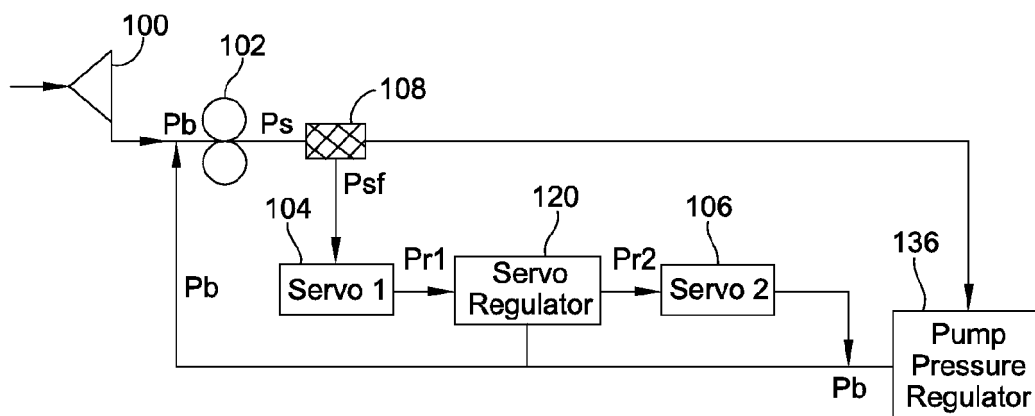 100
102
108
Pb
Ps
Psf
104
120
106
136
Pr1
Pr2
Servo 1
Servo
Regulator
Servo 2
Pb
Pb
Pump
Pressure
Regulator